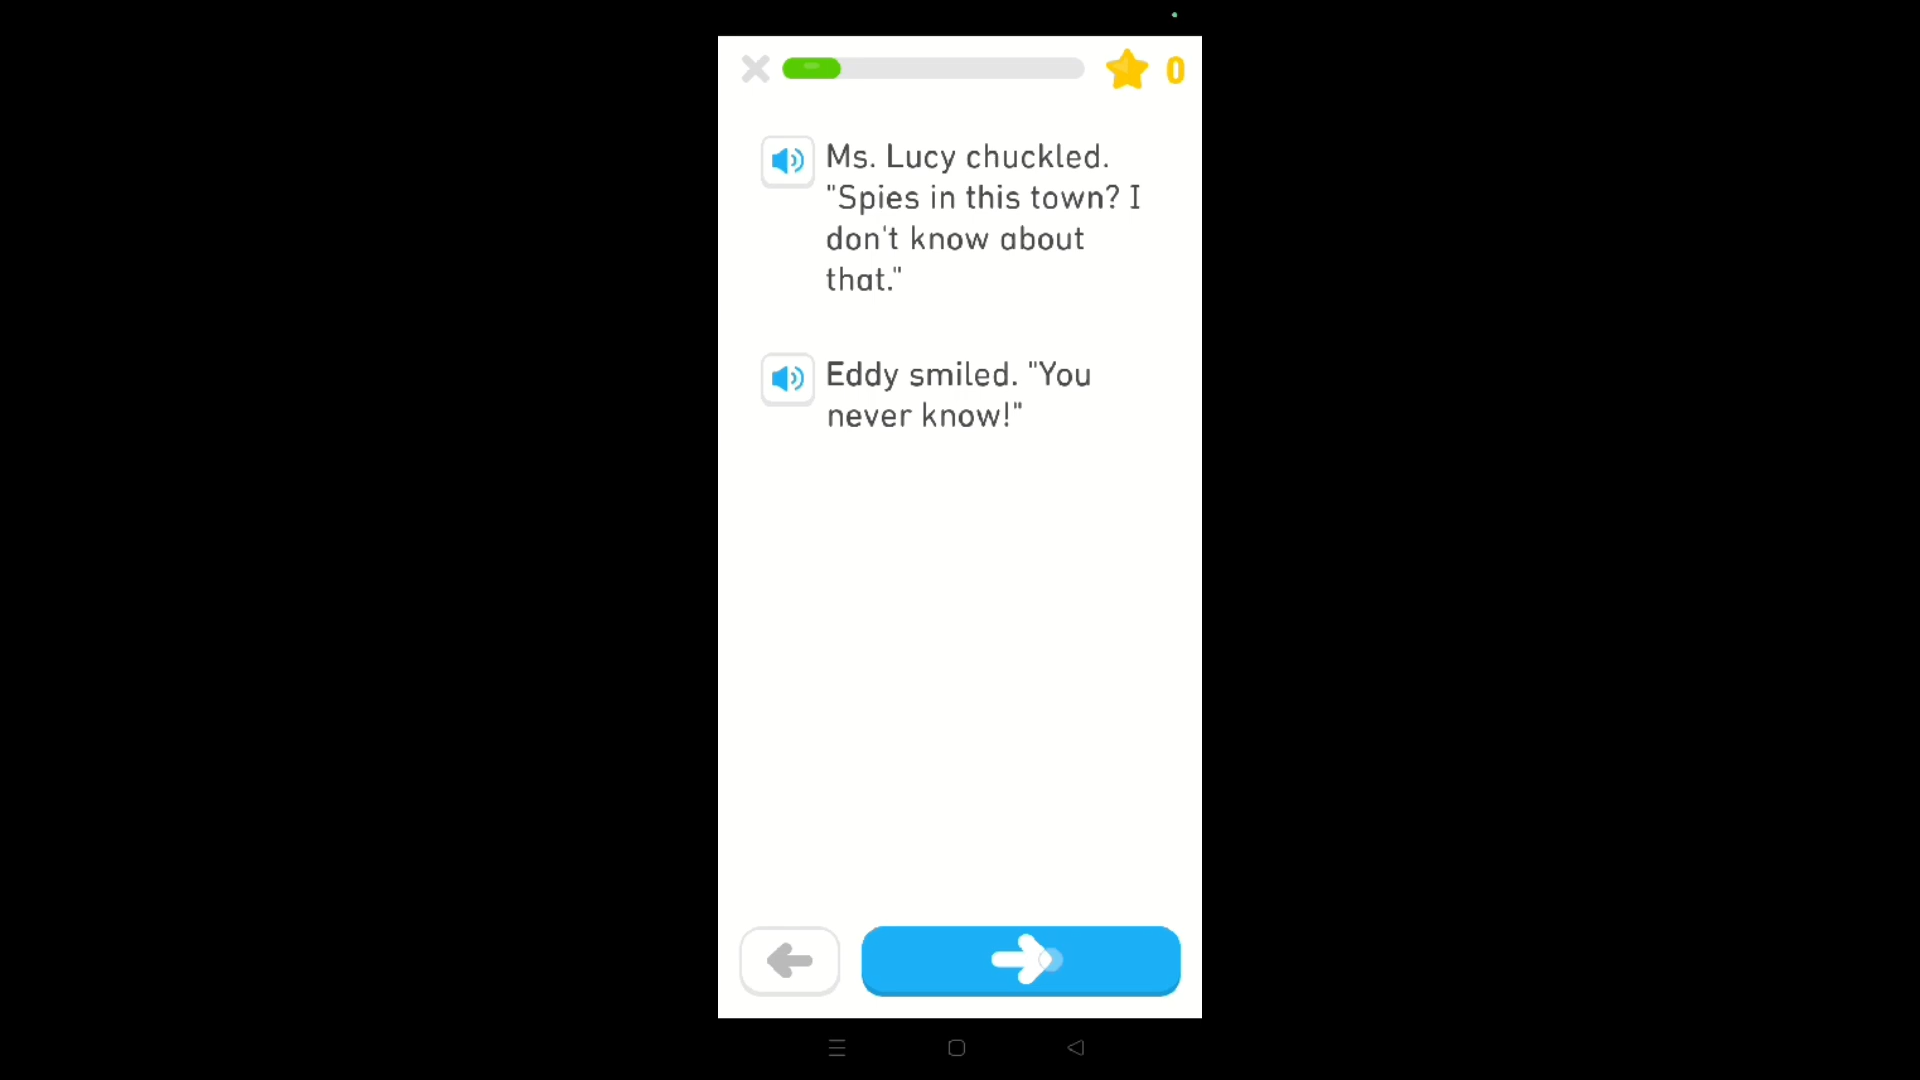 0
Ms. Lucy chuckled.
"Spies in this town? I
don't know about
that."
Eddy smiled. "You
never know!"